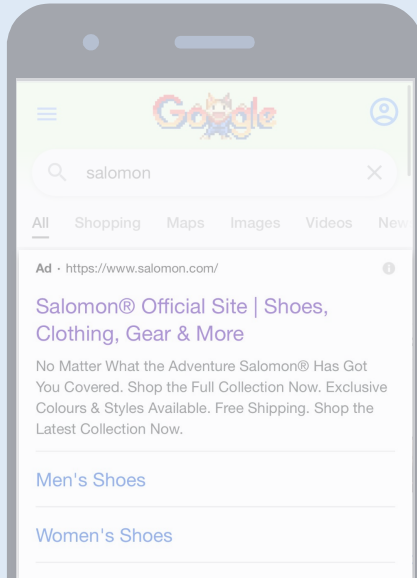 Google
salomon
All Shopping Maps Images Videos New
Ad · https://www.salomon.com/
Salomon® Official Site | Shoes,
Clothing, Gear & More
No Matter What the Adventure Salomon® Has Got
You Covered. Shop the Full Collection Now. Exclusive
Colours & Styles Available. Free Shipping. Shop the
Latest Collection Now.
Men's Shoes
Women's Shoes